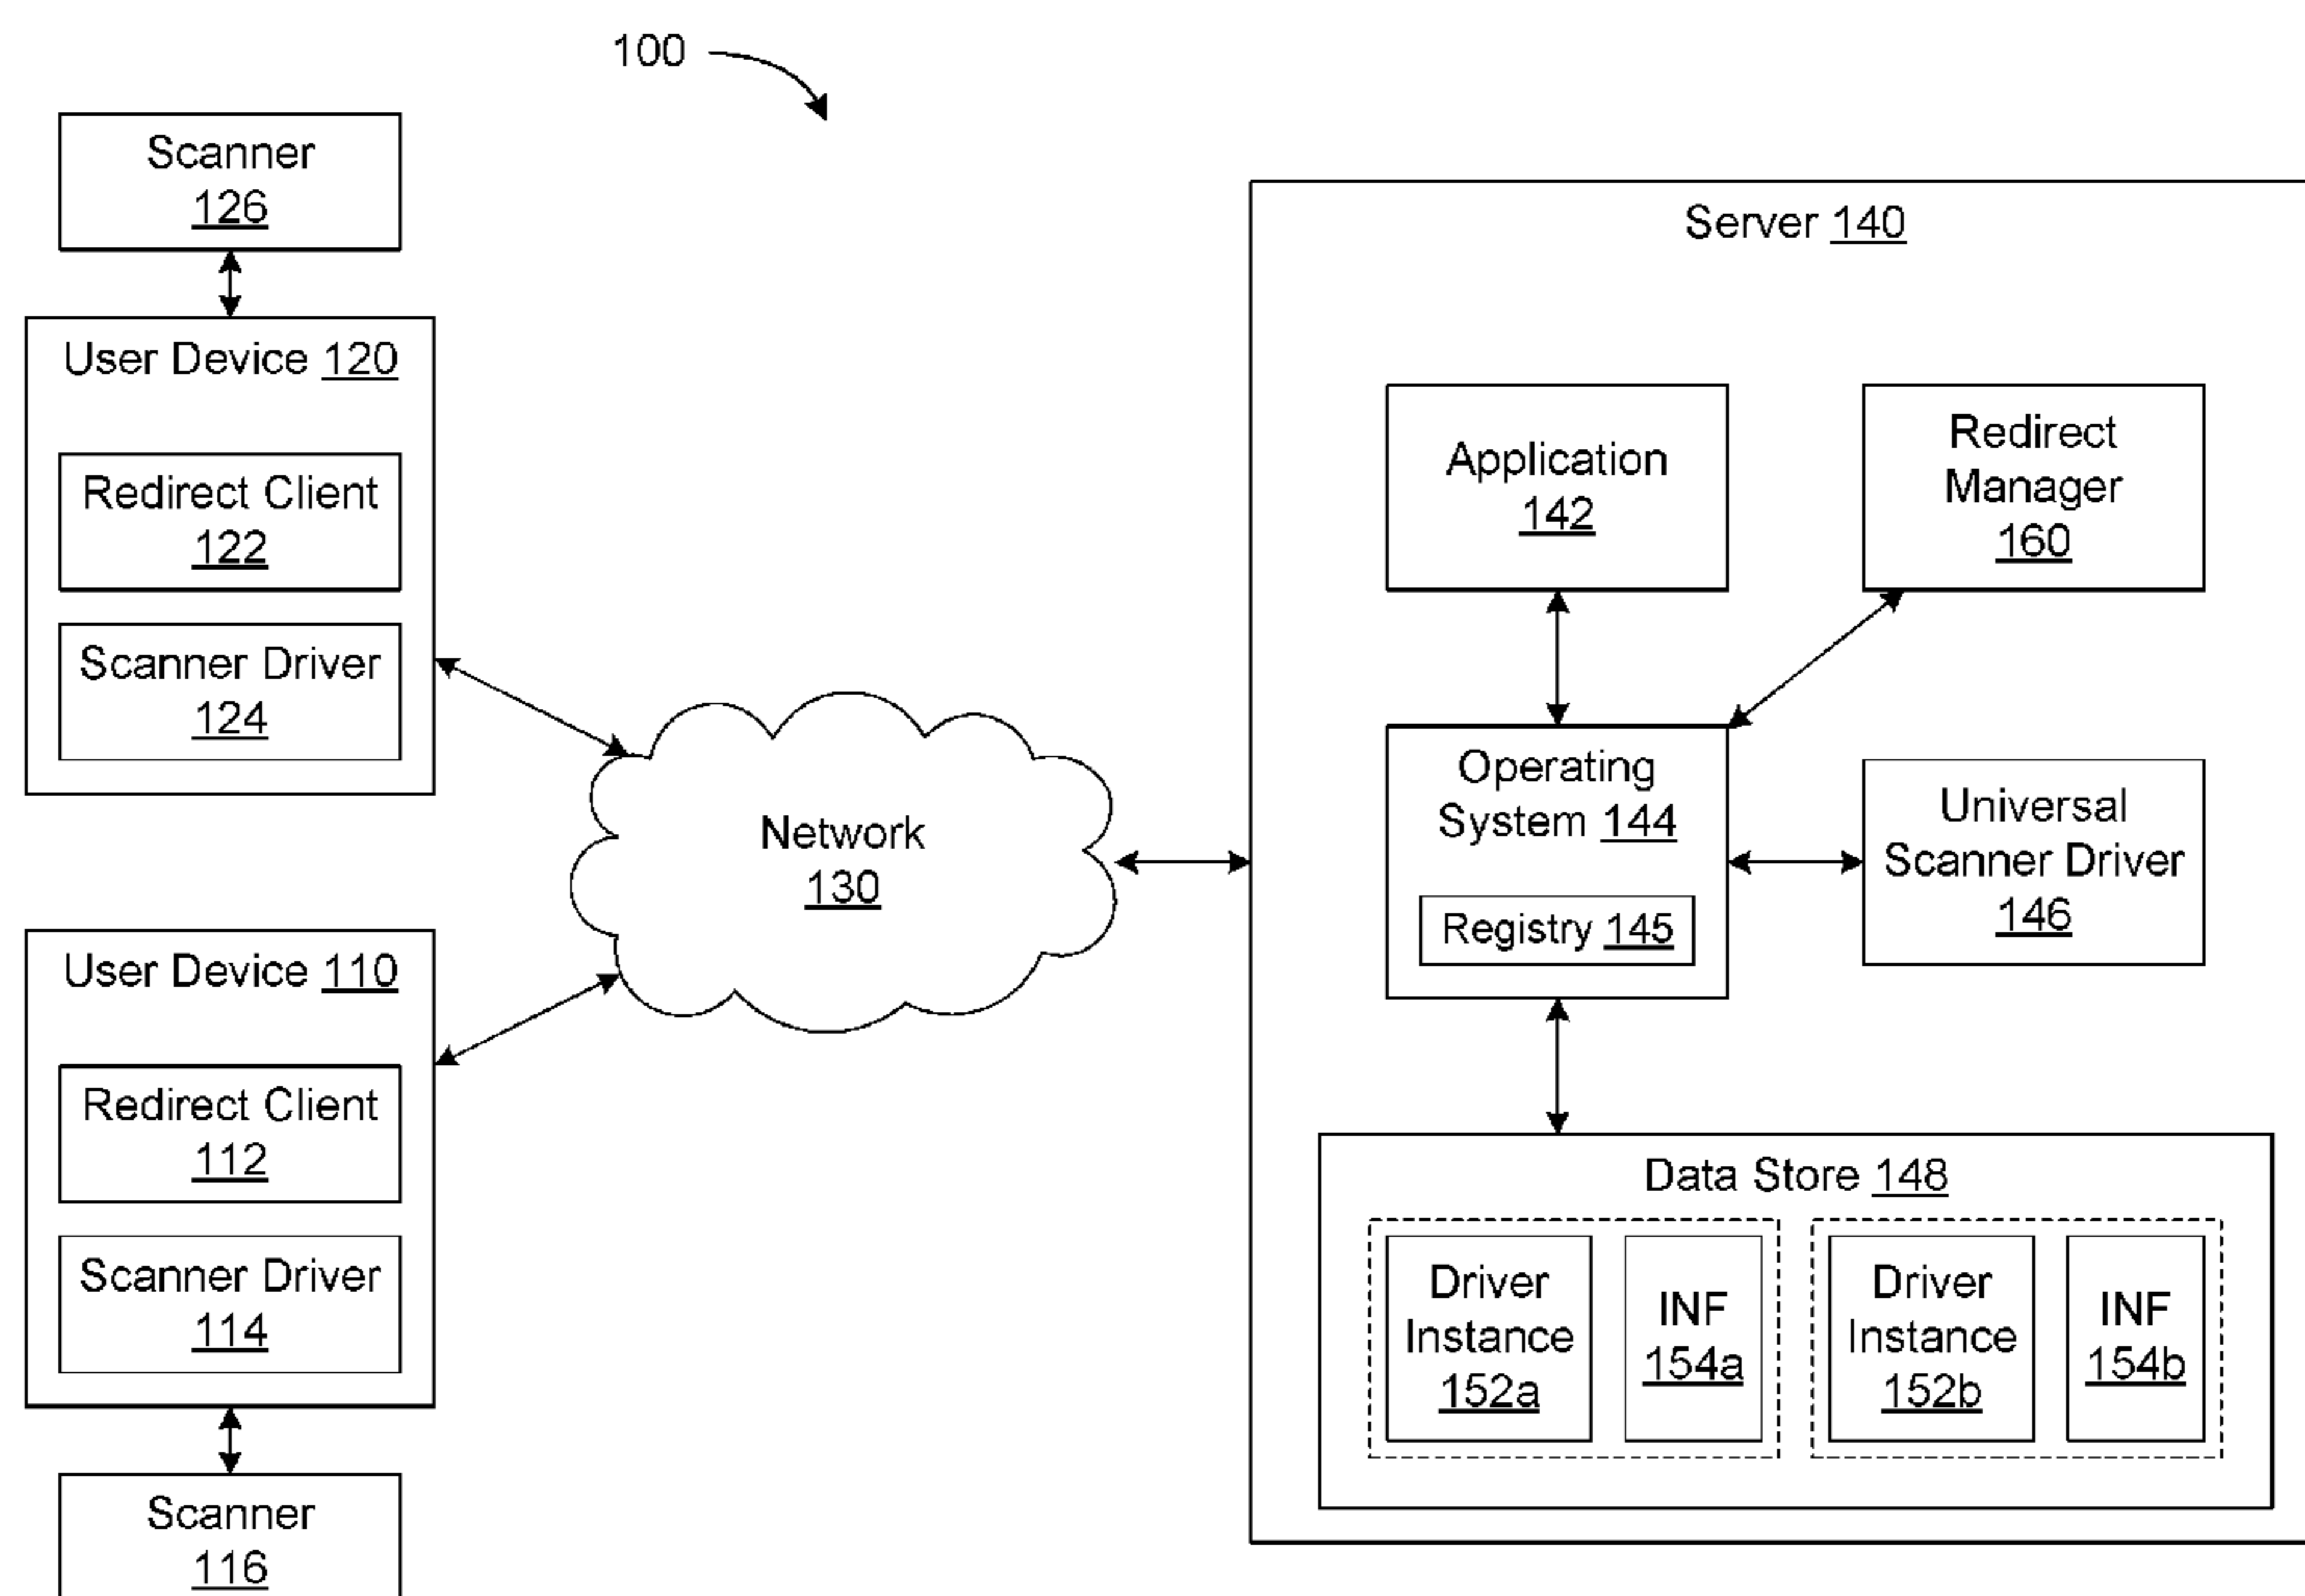 100
Scanner
126
User Device 120
Redirect Client
122
Scanner Driver
124
Network
130
User Device 110
Redirect Client
112
Scanner Driver
114
Scanner
116
Server 140
Application
142
Redirect
Manager
160
Operating
System 144
Registry 145
Universal
Scanner Driver
146
Data Store 148
Driver
Instance
152a
INF
154a
Driver
Instance
152b
INF
154b